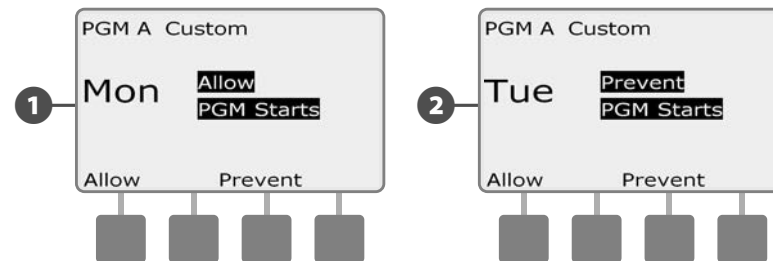 PGM A Custom
1
Mon
Allow
PGM Starts
Allow Prevent
PGM A Custom
2
Tue
Prevent
PGM Starts
Allow Prevent